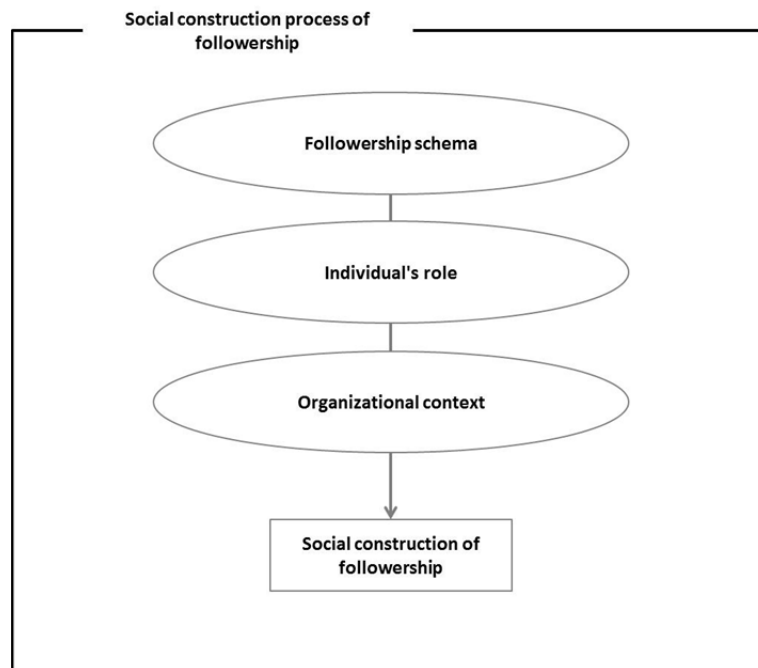 Social construction process of
followership
Followership schema
Individual's role
Organizational context
Social construction of
followership